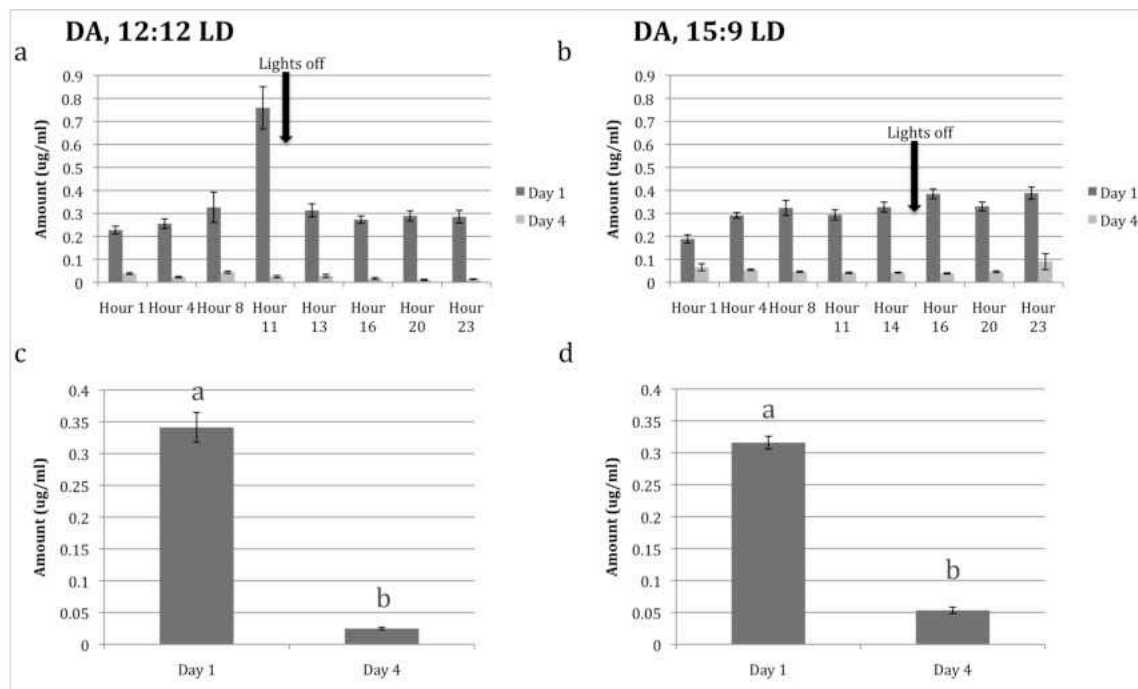 DA, 12:12 LD
a
Lights off
Amount (ug/ml)
0.9
0.8
0.7
0.6
0.5
0.4
0.3
0.2
0.1
0
Hour 1 Hour 4 Hour 8 Hour Hour Hour Hour Hour
11 13 16 20 23
Day 1
Day 4
DA, 15:9 LD
b
Lights off
Amount (ug/ml)
0.9
0.8
0.7
0.6
0.5
0.4
0.3
0.2
0.1
0
Hour 1 Hour 4 Hour 8 Hour Hour Hour Hour Hour
11 14 16 20 23
Day 1
Day 4
c
Amount (ug/ml)
0.4
0.35
0.3
0.35
0.2
0.15
0.1
0.05
0
a
b
Day 1 Day 4
d
Amount (ug/ml)
0.4
0.35
0.3
0.35
0.2
0.15
0.1
0.05
0
a
b
Day 1 Day 4